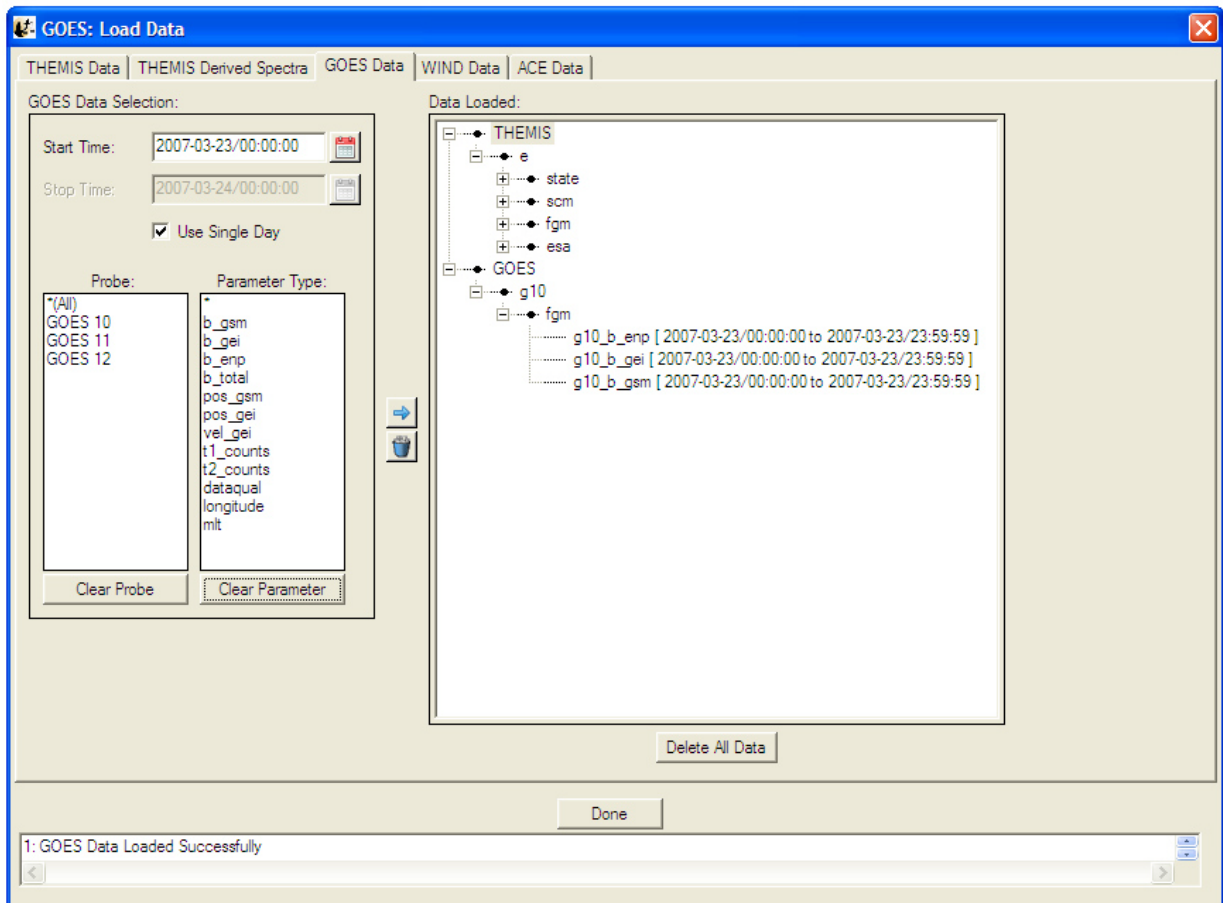 GOES: Load Data
THEMIS Data THEMIS Derived Spectra GOES Data WIND Data ACE Data
GOES Data Selection:
Start Time: 2007-03-23/00:00:00
Stop Time: 2007-03-24/00:00:00
Use Single Day
Probe:
*(All)
GOES 10
GOES 11
GOES 12
Clear Probe
Parameter Type:
*
b_gsm
b_gei
b_enp
b_total
pos_gsm
pos_gei
vel_gei
t1_counts
t2_counts
dataqual
longitude
mlt
Clear Parameter
Data Loaded:
THEMIS
e
state
scm
fgm
esa
GOES
g10
fgm
g10_b_enp [ 2007-03-23/00:00:00 to 2007-03-23/23:59:59 ]
g10_b_gei [ 2007-03-23/00:00:00 to 2007-03-23/23:59:59 ]
g10_b_gsm [ 2007-03-23/00:00:00 to 2007-03-23/23:59:59 ]
Delete All Data
Done
1: GOES Data Loaded Successfully